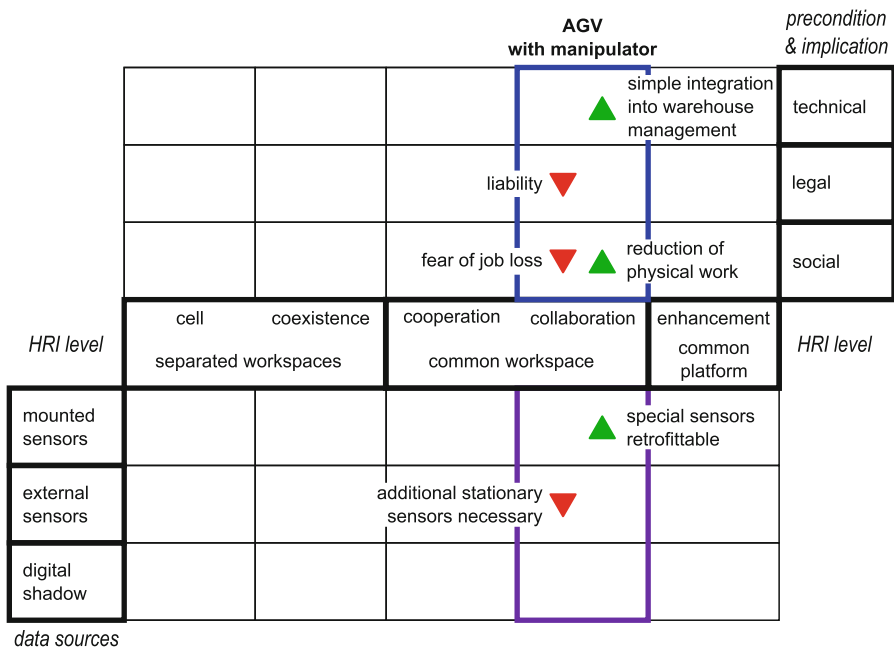 AGV
with manipulator
precondition
& implication
simple integration
into warehouse
management
technical
liability
legal
fear of job loss
reduction of
physical work
social
HRI level
cell
coexistence
separated workspaces
cooperation
collaboration
common workspace
enhancement
common
platform
HRI level
mounted
sensors
special sensors
retrofittable
external
sensors
additional stationary
sensors necessary
digital
shadow
data sources